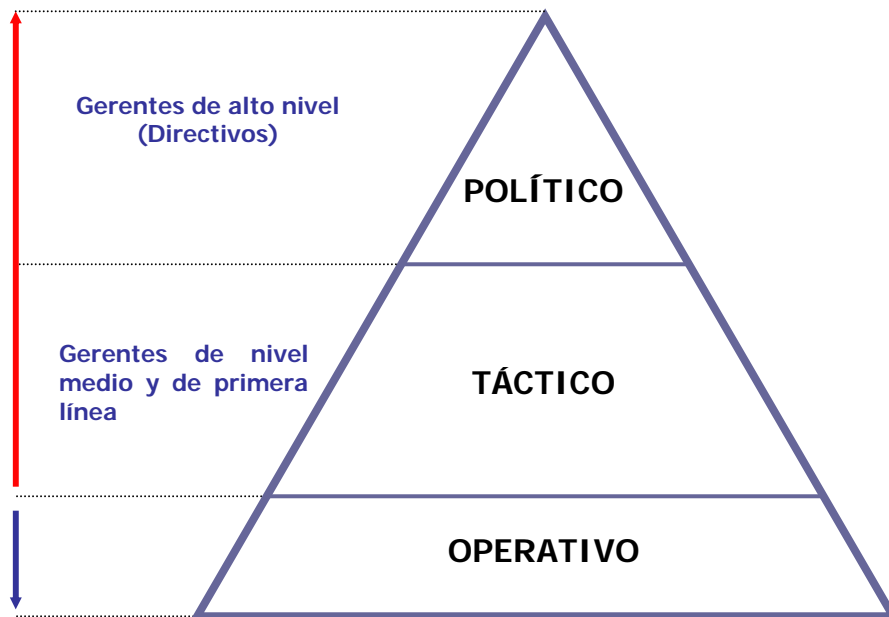 Gerentes de alto nivel
(Directivos)
POLÍTICO
Gerentes de nivel
medio y de primera
línea
TÁCTICO
OPERATIVO